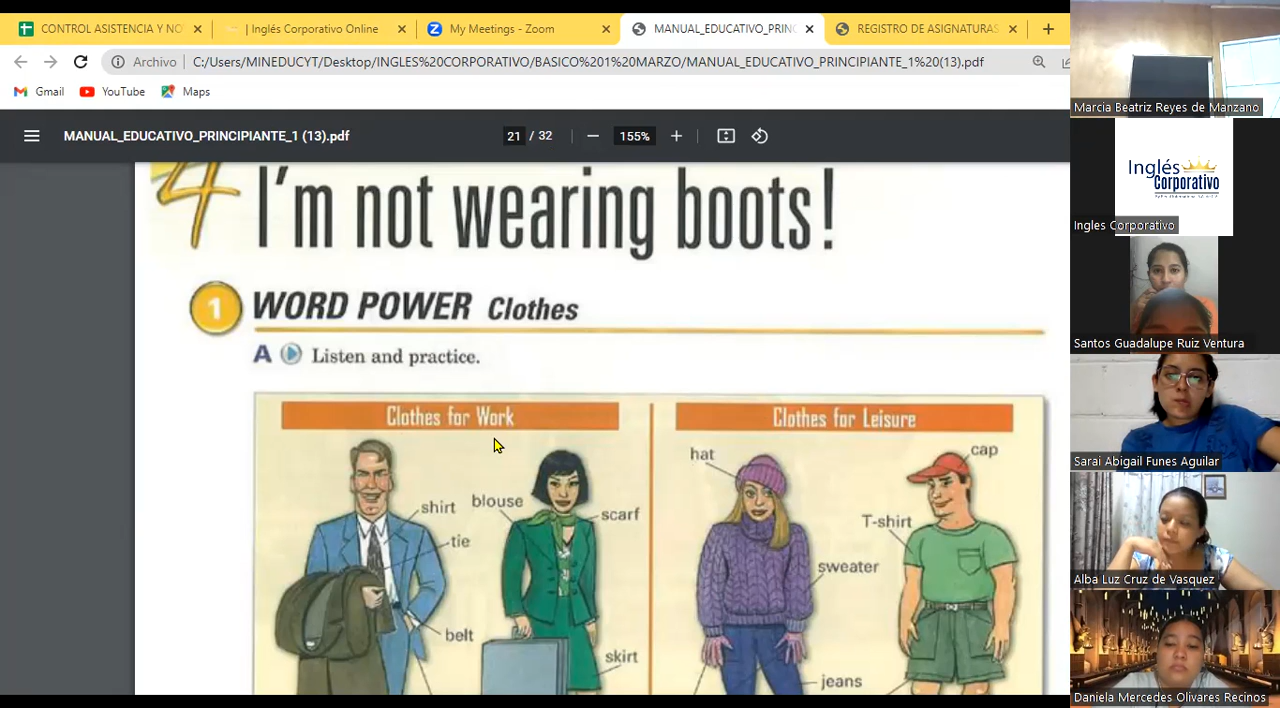 CONTROL ASISTENCIA Y NO
| Inglés Corporativo Online
My Meetings - Zoom
MANUAL_EDUCATIVO_PRINC
REGISTRO DE ASIGNATURAS
Archivo
C:/Users/MINEDUCYT/Desktop/INGLES%20CORPORATIVO/BASICO%201%20MARZO/MANUAL_EDUCATIVO_PRINCIPIANTE_1%20(13).pdf
Gmail
YouTube
Maps
MANUAL_EDUCATIVO_PRINCIPIANTE_1 (13).pdf
21 / 32
155%
4 I'm not wearing boots!
1 WORD POWER Clothes
A Listen and practice.
Clothes for Work
shirt
tie
belt
blouse
scarf
skirt
Clothes for Leisure
hat
sweater
jeans
cap
T-shirt
Marcia Beatriz Reyes de Manzano
Inglés
Corporativo
Ingles Corporativo
Santos Guadalupe Ruiz Ventura
Sarai Abigail Funes Aguilar
Alba Luz Cruz de Vasquez
Daniela Mercedes Olivares Recinos